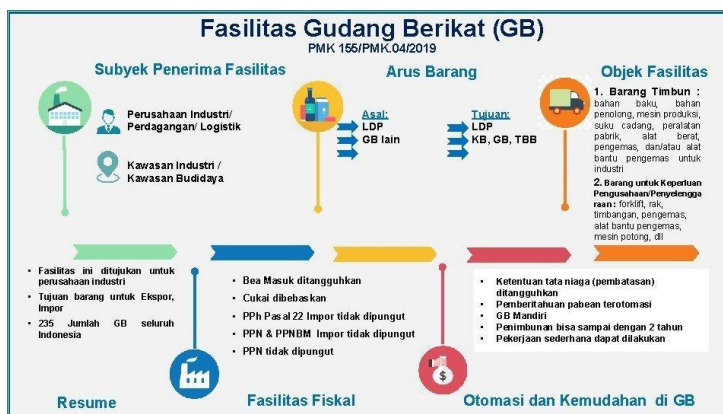 Fasilitas Gudang Berikat (GB)
PMK 155/PMK.04/2019
Subyek Penerima Fasilitas
Perusahaan Industri/
Perdagangan/ Logistik
Kawasan Industri /
Kawasan Budidaya
Arus Barang
Asal:
LDP
GB lain
Tujuan:
LDP
KB, GB, TBB
Objek Fasilitas
1. Barang Timbun :
bahan baku, bahan
penolong, mesin produksi,
suku cadang, peralatan
pabrik, alat berat,
pengemas, dan/atau alat
bantu pengemas untuk
industri
2. Barang untuk Keperluan
Pengusahaan/Penyelengga
raan : forklift, rak,
timbangan, pengemas,
alat bantu pengemas,
mesin potong, dll
• Fasilitas ini ditujukan untuk
perusahaan industri
• Tujuan barang untuk Ekspor,
Impor
• 235 Jumlah GB seluruh
Indonesia
Resume
• Bea Masuk ditangguhkan
• Cukai dibebaskan
• PPh Pasal 22 Impor tidak dipungut
• PPN & PPNBM Impor tidak dipungut
• PPN tidak dipungut
Fasilitas Fiskal
• Ketentuan tata niaga (pembatasan)
ditangguhkan
• Pemberitahuan pabean terotomasi
• GB Mandiri
• Penimbunan bisa sampai dengan 2 tahun
• Pekerjaan sederhana dapat dilakukan
$
Otomasi dan Kemudahan di GB